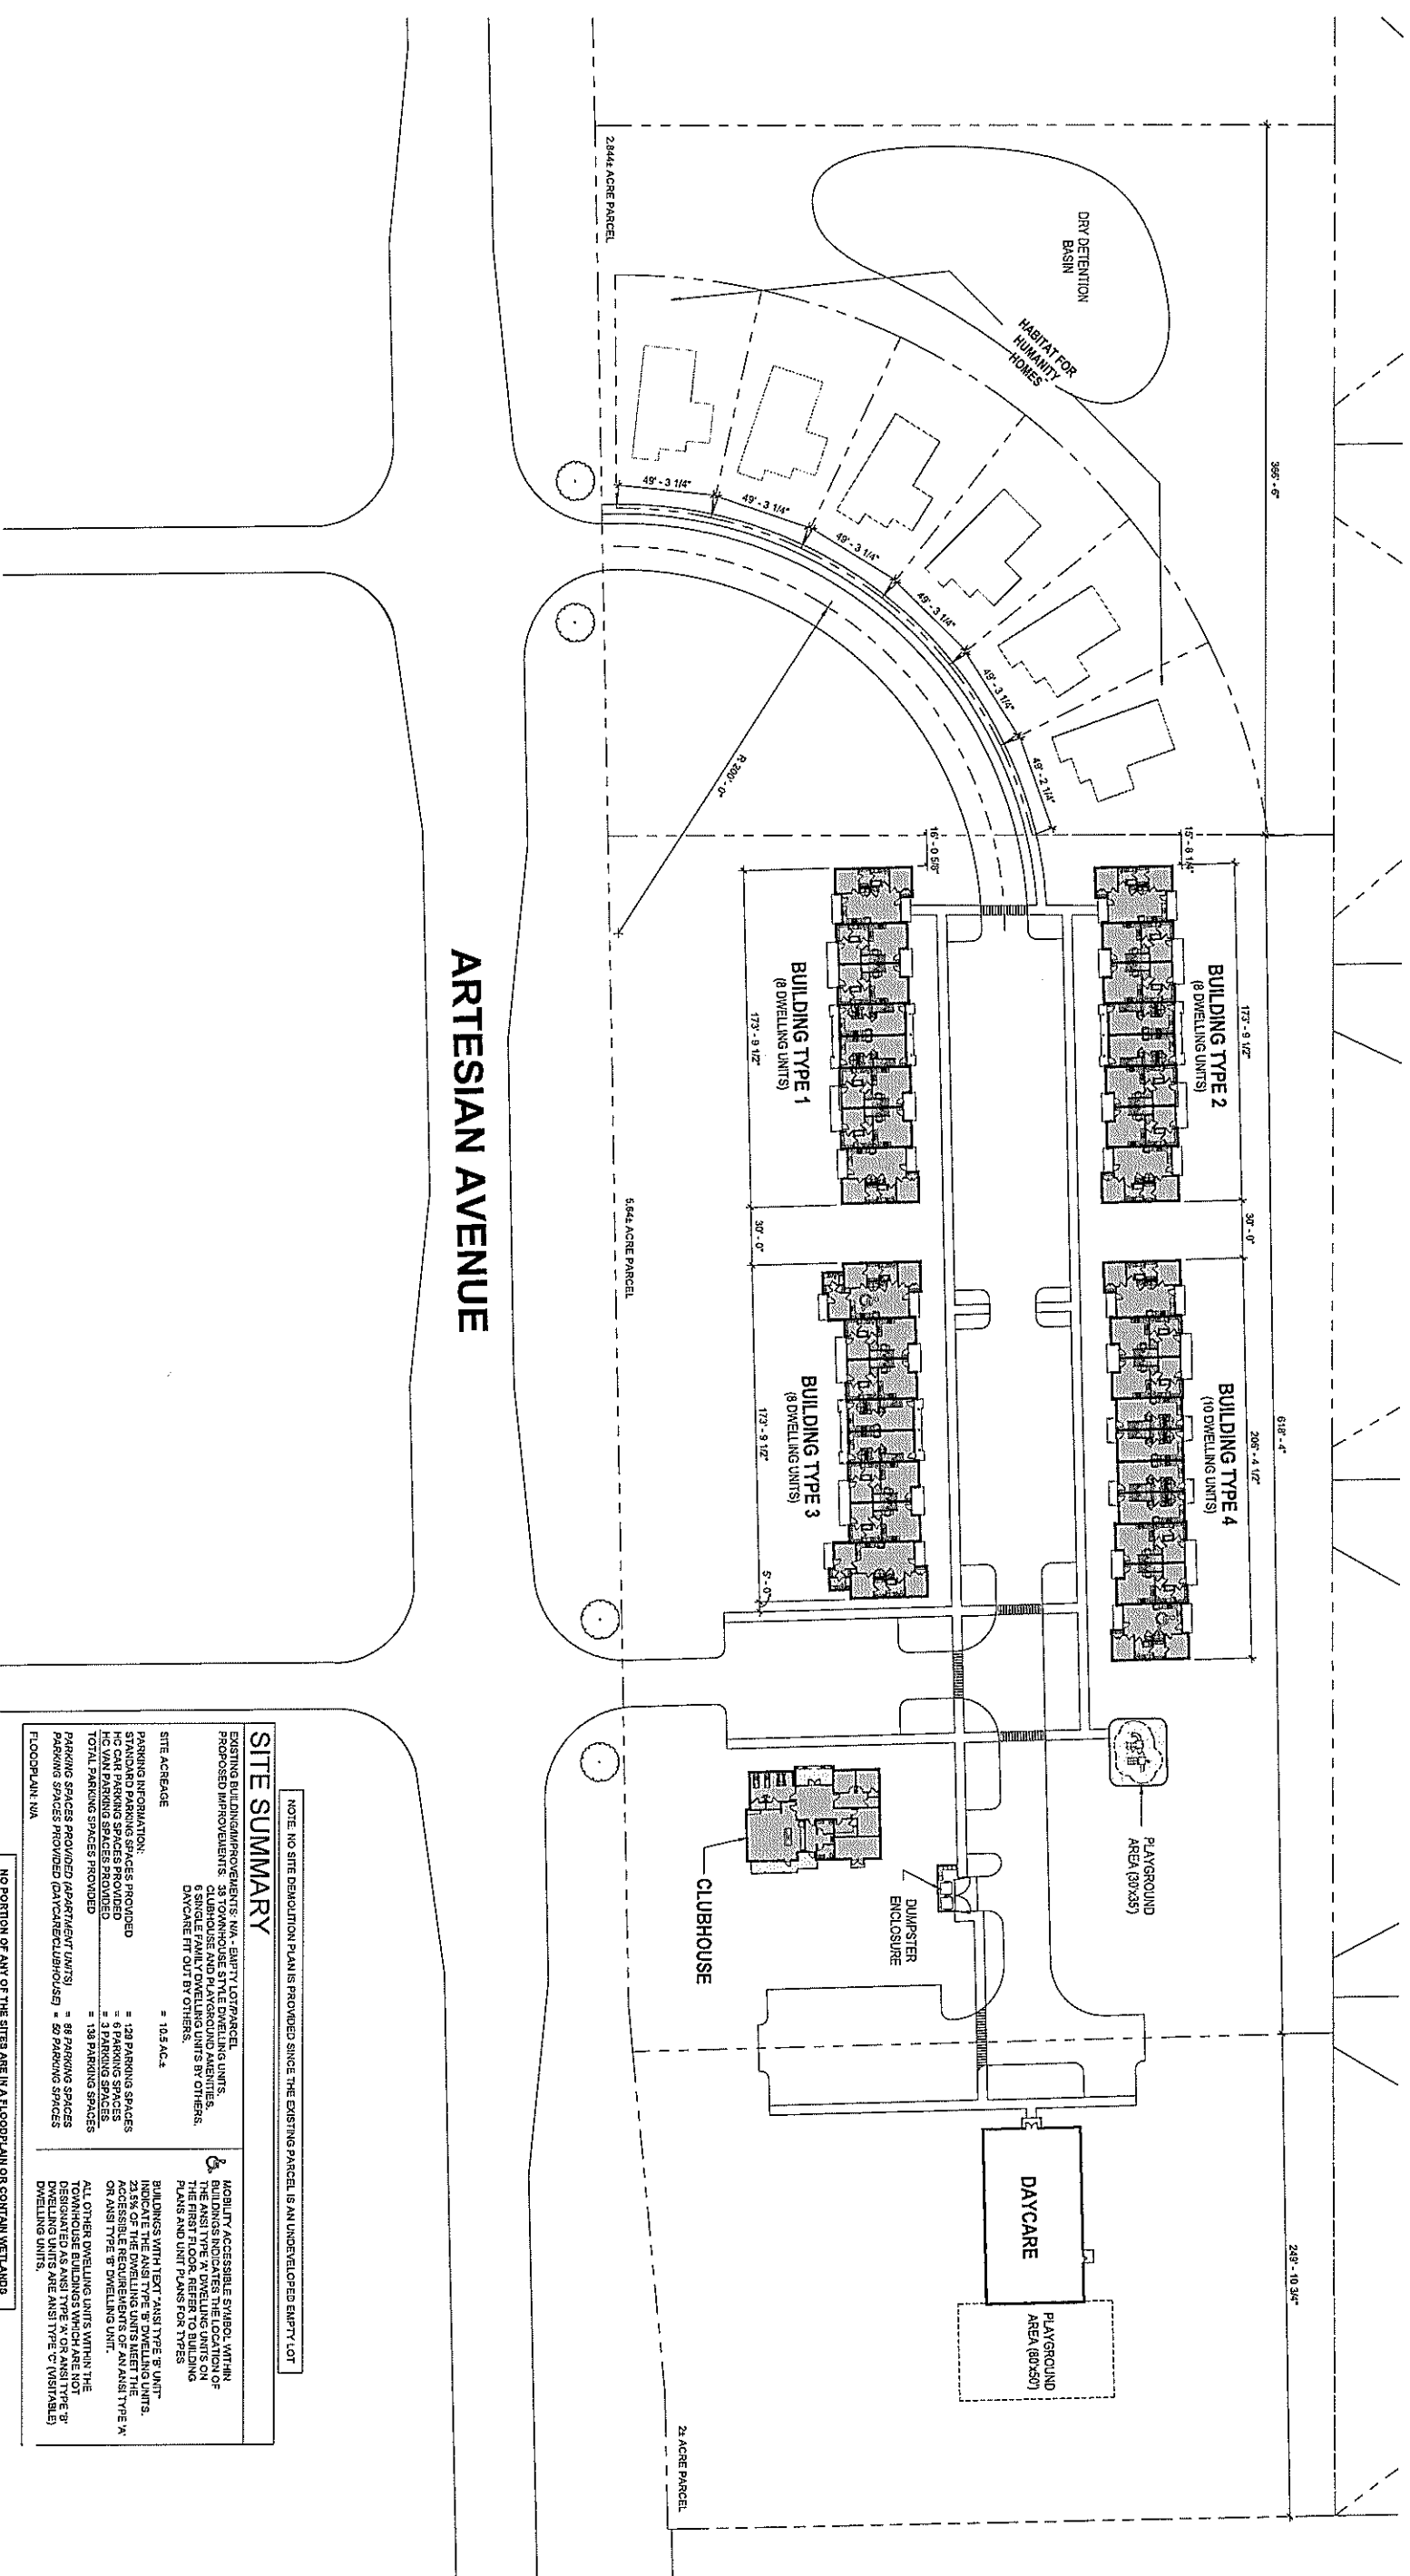 2.844± ACRE PARCEL
DRY DETENTION
BASIN
HABITAT FOR
HUMANITY
HOMES
366' - 6"
49' - 3 1/4"
49' - 3 1/4"
49' - 3 1/4"
49' - 3 1/4"
49' - 3 1/4"
49' - 2 1/4"
R 200' - 0"
16' - 0 5/8"
15' - 8 1/4"
BUILDING TYPE 2
(8 DWELLING UNITS)
173' - 9 1/2"
30' - 0"
BUILDING TYPE 4
(10 DWELLING UNITS)
206' - 4 1/2"
618' - 4"
BUILDING TYPE 1
(8 DWELLING UNITS)
173' - 9 1/2"
30' - 0"
BUILDING TYPE 3
(8 DWELLING UNITS)
173' - 9 1/2"
5' - 0"
5.64± ACRE PARCEL
ARTESIAN AVENUE
PLAYGROUND
AREA (30'x35')
DUMPSTER
ENCLOSURE
CLUBHOUSE
DAYCARE
PLAYGROUND
AREA (80'x50')
249' - 10 3/4"
2± ACRE PARCEL
NOTE: NO SITE DEMOLITION PLAN IS PROVIDED SINCE THE EXISTING PARCEL IS AN UNDEVELOPED EMPTY LOT
SITE SUMMARY
EXISTING BUILDING/IMPROVEMENTS: N/A - EMPTY LOT/PARCEL
PROPOSED IMPROVEMENTS: TOWNHOUSE STYLE DWELLING UNITS,
CLUBHOUSE AND PLAYGROUND AMENITIES.
6 SINGLE FAMILY DWELLING UNITS BY OTHERS.
DAYCARE FIT OUT BY OTHERS.
SITE ACREAGE = 10.5 AC.±
PARKING INFORMATION:
STANDARD PARKING SPACES PROVIDED = 129 PARKING SPACES
HC CAR PARKING SPACES PROVIDED = 6 PARKING SPACES
HC VAN PARKING SPACES PROVIDED = 3 PARKING SPACES
TOTAL PARKING SPACES PROVIDED = 138 PARKING SPACES
PARKING SPACES PROVIDED (APARTMENT UNITS) = 88 PARKING SPACES
PARKING SPACES PROVIDED (DAYCARE/CLUBHOUSE) = 50 PARKING SPACES
FLOODPLAIN: N/A
MOBILITY ACCESSIBLE SYMBOL WITHIN
BUILDINGS INDICATES THE LOCATION OF
THE ANSI TYPE 'A' DWELLING UNITS ON
THE FIRST FLOOR. REFER TO BUILDING
PLANS AND UNIT PLANS FOR TYPES
BUILDINGS WITH TEXT "ANSI TYPE 'B' UNIT"
INDICATE THE ANSI TYPE 'B' DWELLING UNITS.
23.5% OF THE DWELLING UNITS MEET THE
ACCESSIBLE REQUIREMENTS OF AN ANSI TYPE 'A'
OR ANSI TYPE 'B' DWELLING UNIT.
ALL OTHER DWELLING UNITS WITHIN THE
TOWNHOUSE BUILDINGS WHICH ARE NOT
DESIGNATED AS ANSI TYPE 'A' OR ANSI TYPE 'B'
DWELLING UNITS ARE ANSI TYPE 'C' (VISITABLE)
DWELLING UNITS.
NO PORTION OF ANY OF THE SITES ARE IN A FLOODPLAIN OR CONTAIN WETLANDS